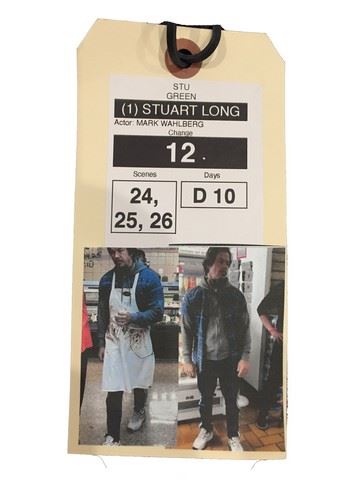 STU
GREEN
(1) STUART LONG
Actor: MARK WAHLBERG
Change
12 .
Scenes
Days
24,
25, 26
D 10